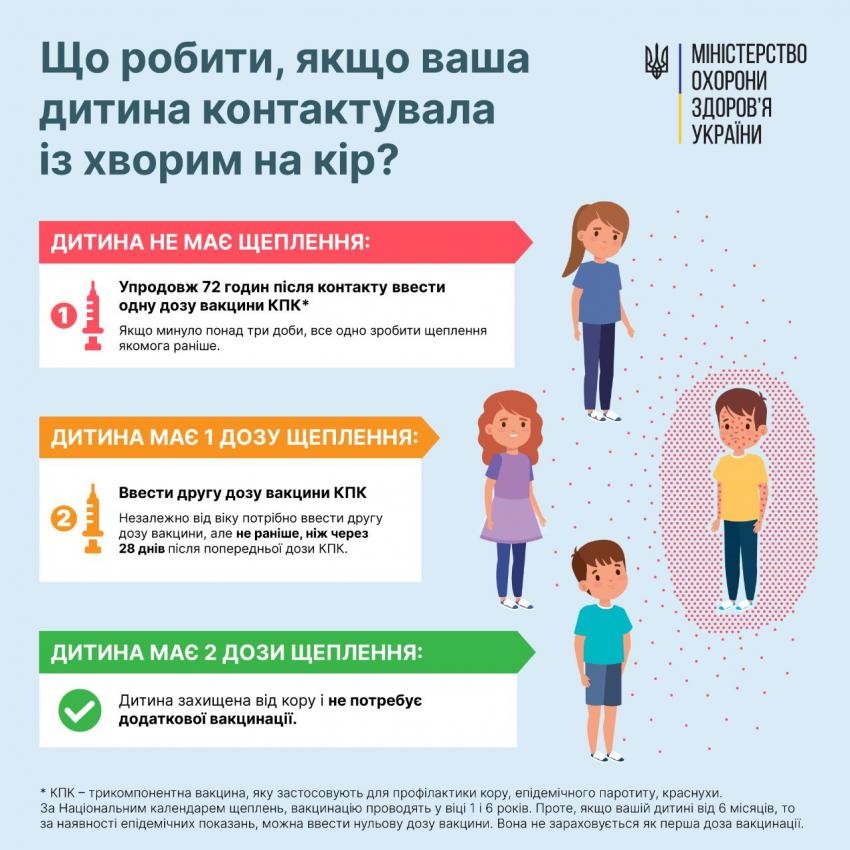 Що робити, якщо ваша
дитина контактувала
із хворим на кір?
МІНІСТЕРСТВО
ОХОРОНИ
ЗДОРОВ'Я
УКРАЇНИ
ДИТИНА НЕ МАЄ ЩЕПЛЕННЯ:
1
Упродовж 72 годин після контакту ввести
одну дозу вакцини КПК*
Якщо минуло понад три доби, все одно зробити щеплення
якомога раніше.
ДИТИНА МАЄ 1 ДОЗУ ЩЕПЛЕННЯ:
2
Ввести другу дозу вакцини КПК
Незалежно від віку потрібно ввести другу
дозу вакцини, але не раніше, ніж через
28 днів після попередньої дози КПК.
ДИТИНА МАЄ 2 ДОЗИ ЩЕПЛЕННЯ:
Дитина захищена від кору і не потребує
додаткової вакцинації.
* КПК – трикомпонентна вакцина, яку застосовують для профілактики кору, епідемічного паротиту, краснухи.
За Національним календарем щеплень, вакцинацію проводять у віці 1 і 6 років. Проте, якщо вашій дитині від 6 місяців, то
за наявності епідемічних показань, можна ввести нульову дозу вакцини. Вона не зараховується як перша доза вакцинації.